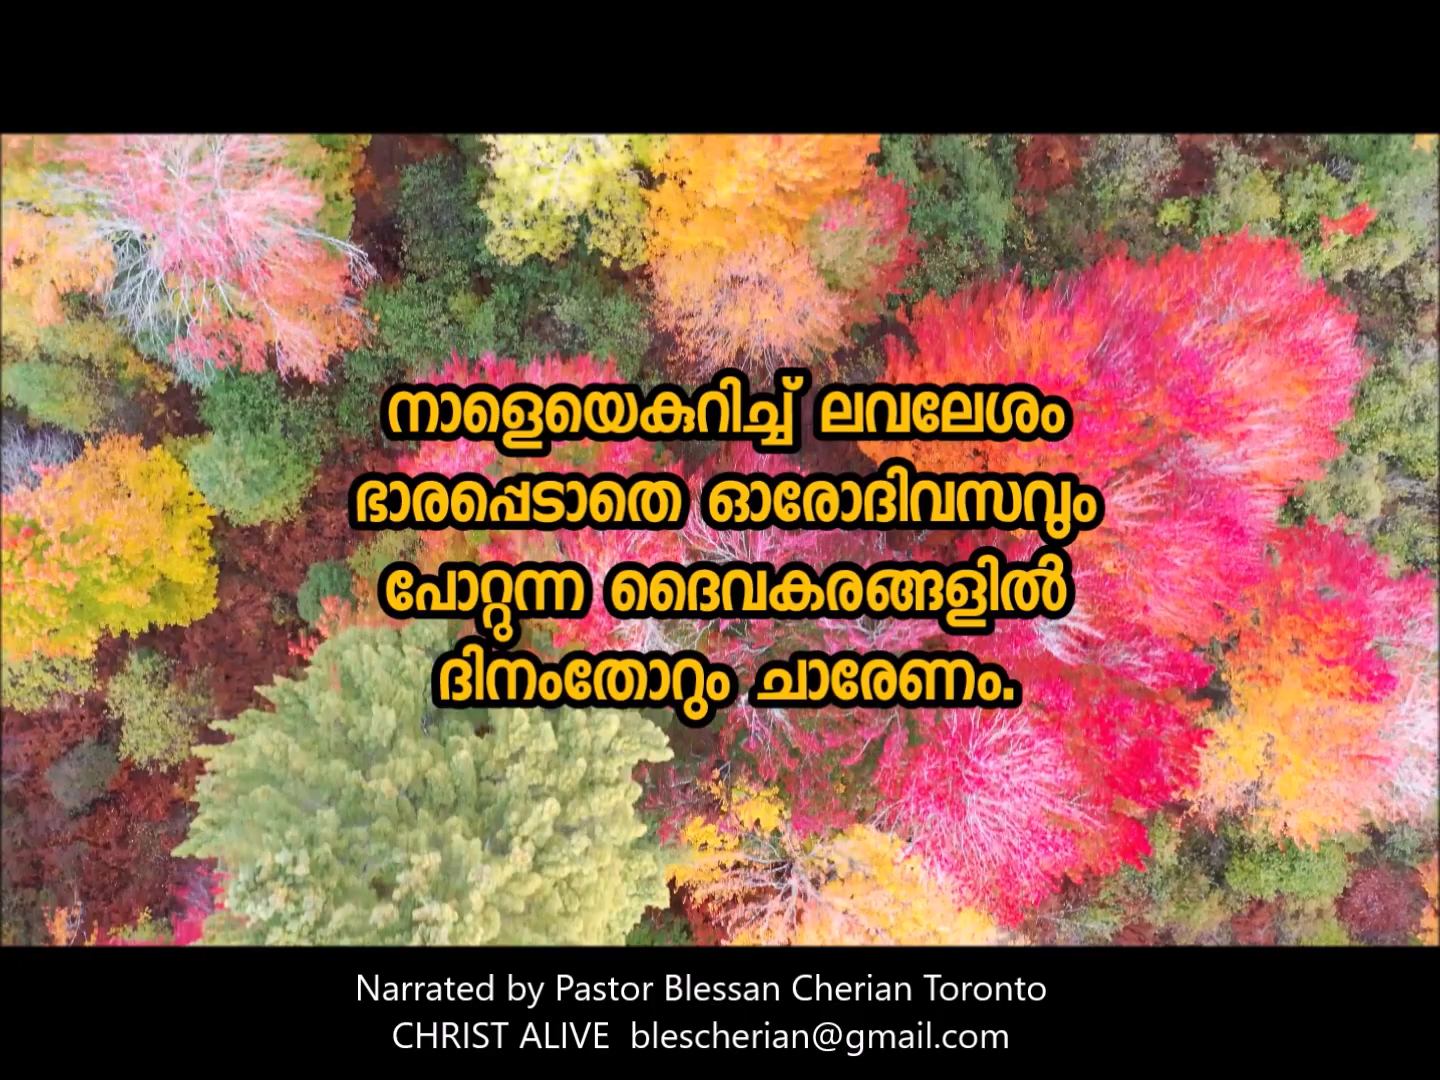 നാളെയെകുറിച്ച് ലവലേശം
ഭാരപ്പെടാതെ ഓരോദിവസവും
പോറ്റുന്ന ദൈവകരങ്ങളിൽ
ദിനംതോറും ചാരേണം.
Narrated by Pastor Blessan Cherian Toronto
CHRIST ALIVE blescherian@gmail.com